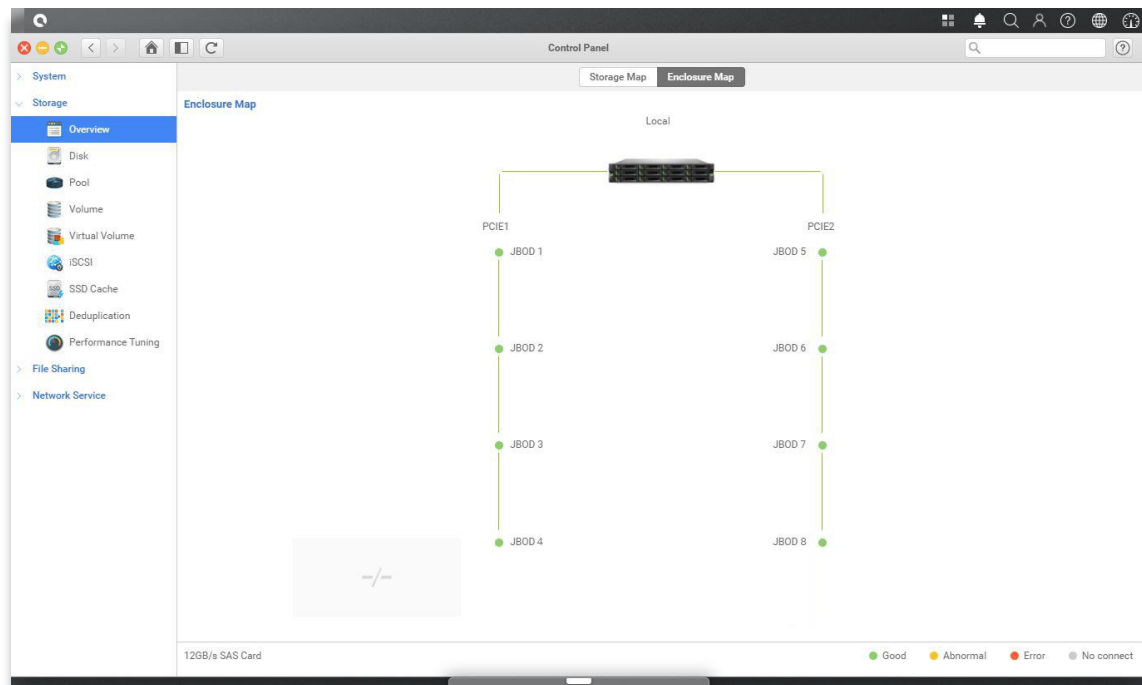 Control Panel
System
Storage
Overview
Disk
Pool
Volume
Virtual Volume
iSCSI
SSD Cache
Deduplication
Performance Tuning
File Sharing
Network Service
Storage Map
Enclosure Map
Enclosure Map
Local
PCIE1
PCIE2
JBOD 1
JBOD 5
JBOD 2
JBOD 6
JBOD 3
JBOD 7
JBOD 4
JBOD 8
-/-
12GB/s SAS Card
Good
Abnormal
Error
No connect